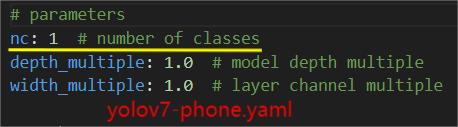 # parameters
nc: 1  # number of classes
depth_multiple: 1.0  # model depth multiple
width_multiple: 1.0  # layer channel multiple
yolov7-phone.yaml